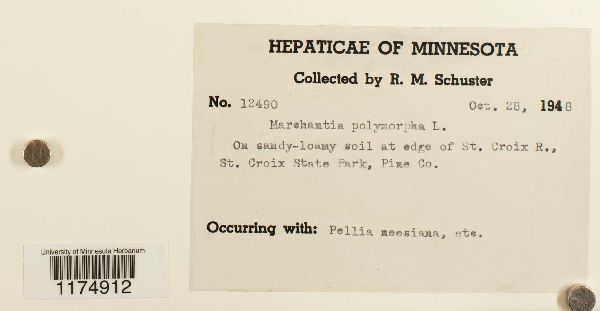 HEPATICAE OF MINNESOTA
Collected by R. M. Schuster
No. 12490 Oct. 28, 1948
Marchantia polymorpha L.
On sandy-loamy soil at edge of St. Croix R.,
St. Croix State Park, Pine Co.
Occurring with: Pellia neesiana, etc.
University of Minnesota Herbarium
1174912